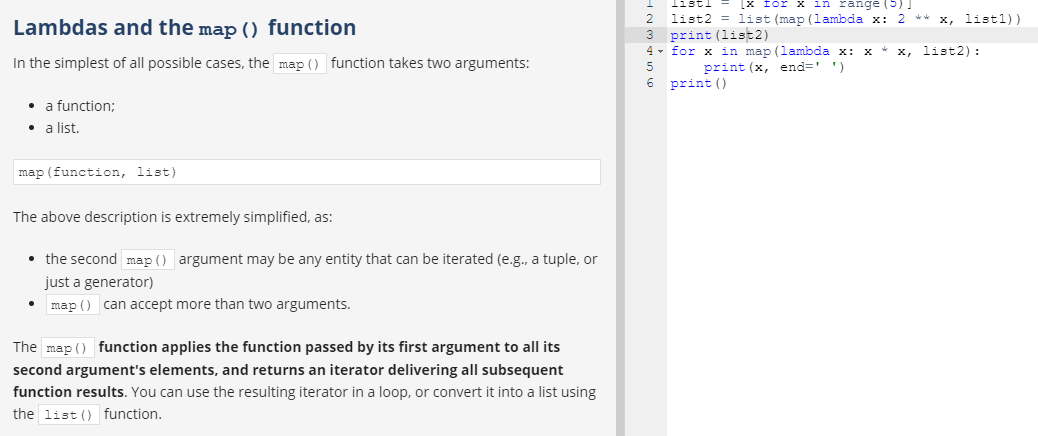 Lambdas and the map() function
In the simplest of all possible cases, the map() function takes two arguments:
• a function;
• a list.
map(function, list)
The above description is extremely simplified, as:
• the second map() argument may be any entity that can be iterated (e.g., a tuple, or
just a generator)
• map() can accept more than two arguments.
The map() function applies the function passed by its first argument to all its
second argument's elements, and returns an iterator delivering all subsequent
function results. You can use the resulting iterator in a loop, or convert it into a list using
the list() function.
1 list1 = [x for x in range(5)]
2 list2 = list(map(lambda x: 2 ** x, list1))
3 print(list2)
4 for x in map(lambda x: x * x, list2):
5     print(x, end=' ')
6 print()